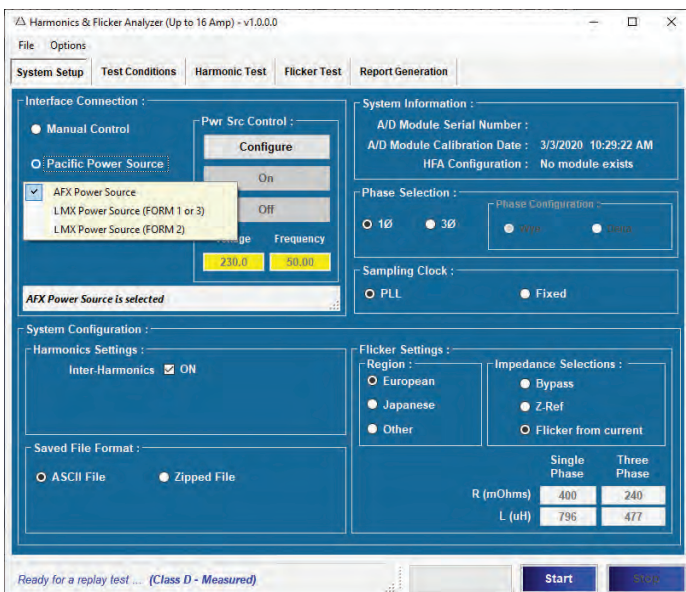 Harmonics & Flicker Analyzer (Up to 16 Amp) - v1.0.0.0
File Options
System Setup Test Conditions Harmonic Test Flicker Test Report Generation
Interface Connection :
Manual Control
Pacific Power Source
AFX Power Source
LMX Power Source (FORM 1 or 3)
LMX Power Source (FORM 2)
Pwr Src Control :
Configure
On
Off
Frequency
230.0 50.00
AFX Power Source is selected
System Information :
A/D Module Serial Number :
A/D Module Calibration Date : 3/3/2020 10:29:22 AM
HFA Configuration : No module exists
Phase Selection :
1Ø 3Ø
Phase Configuration :
Sampling Clock :
PLL Fixed
System Configuration :
Harmonics Settings :
Inter-Harmonics ON
Saved File Format :
ASCII File Zipped File
Flicker Settings :
Region :
European
Japanese
Other
Impedance Selections :
Bypass
Z-Ref
Flicker from current
Single Phase Three Phase
R (mOhms) 400 240
L (uH) 796 477
Ready for a replay test ... (Class D - Measured)
Start Stop